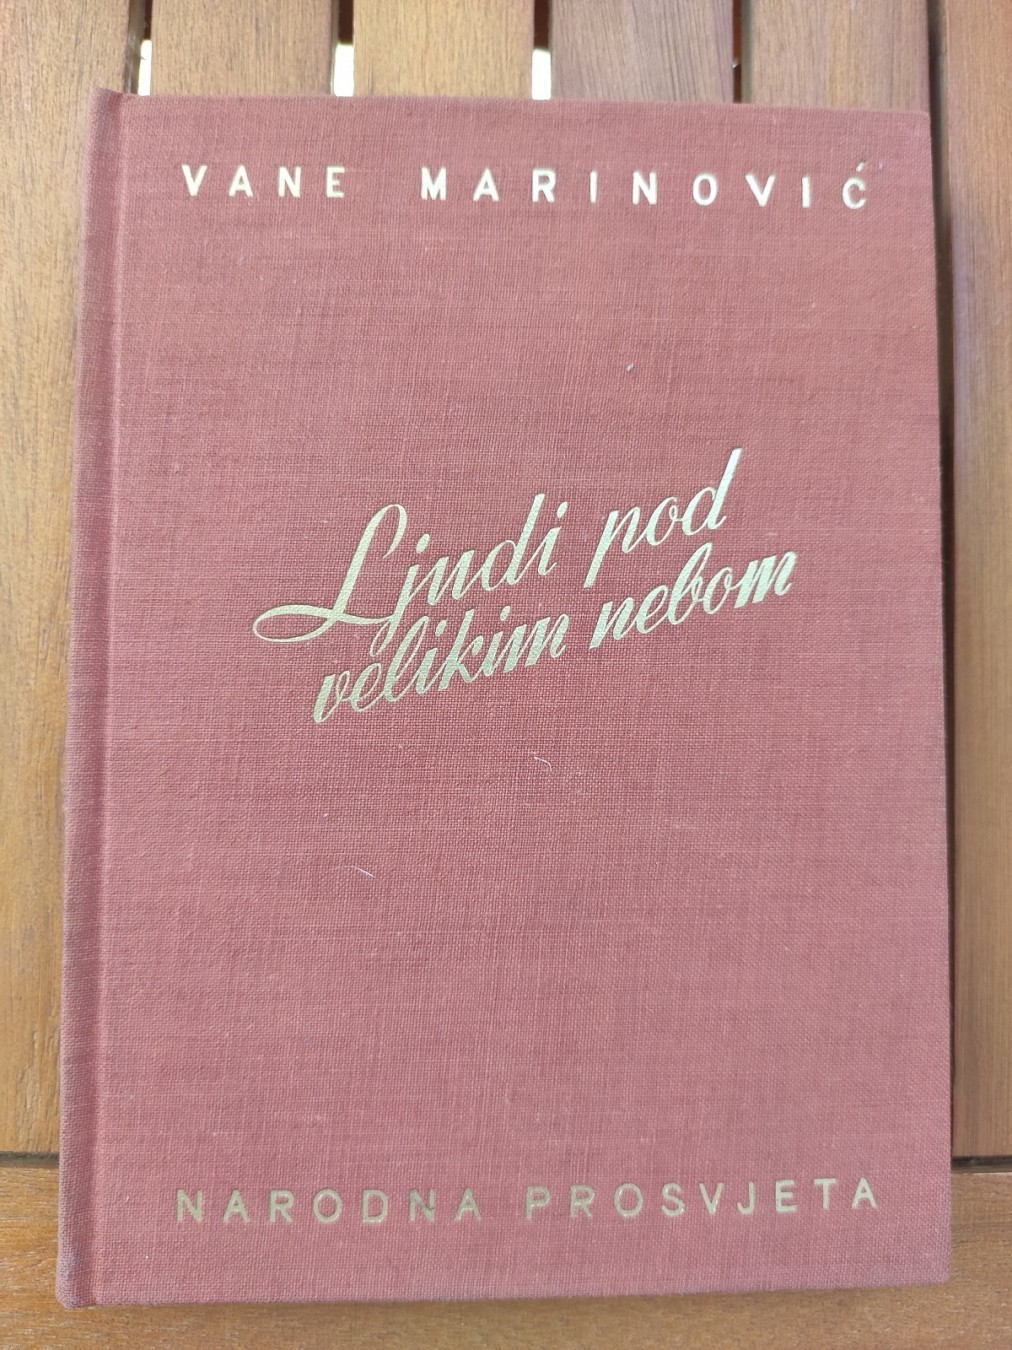 VANE MARINOVIĆ
Ljudi pod
velikim nebom
NARODNA PROSVJETA